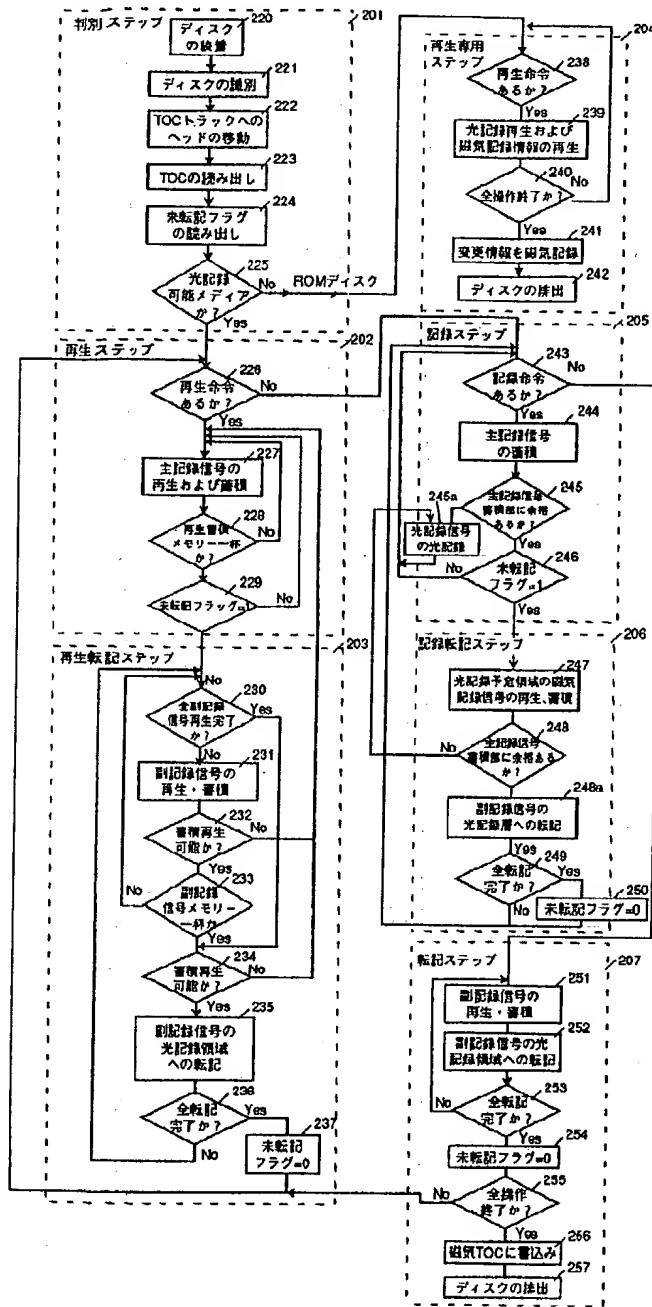 判別ステップ
201
220
ディスク
の装着
221
ディスクの識別
222
TOCトラックへの
ヘッドの移動
223
TOCの読み出し
224
未転記フラグ
の読み出し
225
光記録
可能メディア
か?
No
ROMディスク
Yes
204
再生専用
ステップ
238
再生命令
あるか?
Yes
239
光記録再生および
磁気記録情報の再生
240
全操作終了か?
No
Yes
241
変更情報を磁気記録
242
ディスクの排出
202
再生ステップ
226
再生命令
あるか?
No
Yes
227
主記録信号の
再生および蓄積
228
再生蓄積
メモリー一杯
か?
No
229
未転記フラッグ=1
No
205
記録ステップ
243
記録命令
あるか?
No
Yes
244
主記録信号
の蓄積
245
主記録信号
蓄積部に余裕
あるか?
245a
光記録信号
の光記録
Yes
246
未転記
フラグ=1
No
Yes
203
再生転記ステップ
No
230
全副記録
信号再生完了
か?
Yes
No
231
副記録信号の
再生・蓄積
232
蓄積再生
可能か?
No
Yes
233
副記録
信号メモリー
一杯か
No
Yes
234
蓄積再生
可能か?
No
Yes
235
副記録信号の
光記録領域
への転記
236
全転記
完了か?
Yes
No
237
未転記
フラグ=0
206
記録転記ステップ
247
光記録予定領域の磁気
記録信号の再生、蓄積
248
全記録信号
蓄積部に余裕あるか
か?
No
248a
副記録信号の
光記録層への転記
Yes
249
全転記
完了か?
Yes
No
250
未転記フラグ=0
207
転記ステップ
251
副記録信号の
再生・蓄積
252
副記録信号の光
記録領域への転記
253
全転記
完了か?
No
Yes
254
未転記フラグ=0
255
全操作
終了か?
No
Yes
256
磁気TOCに書込み
257
ディスクの排出